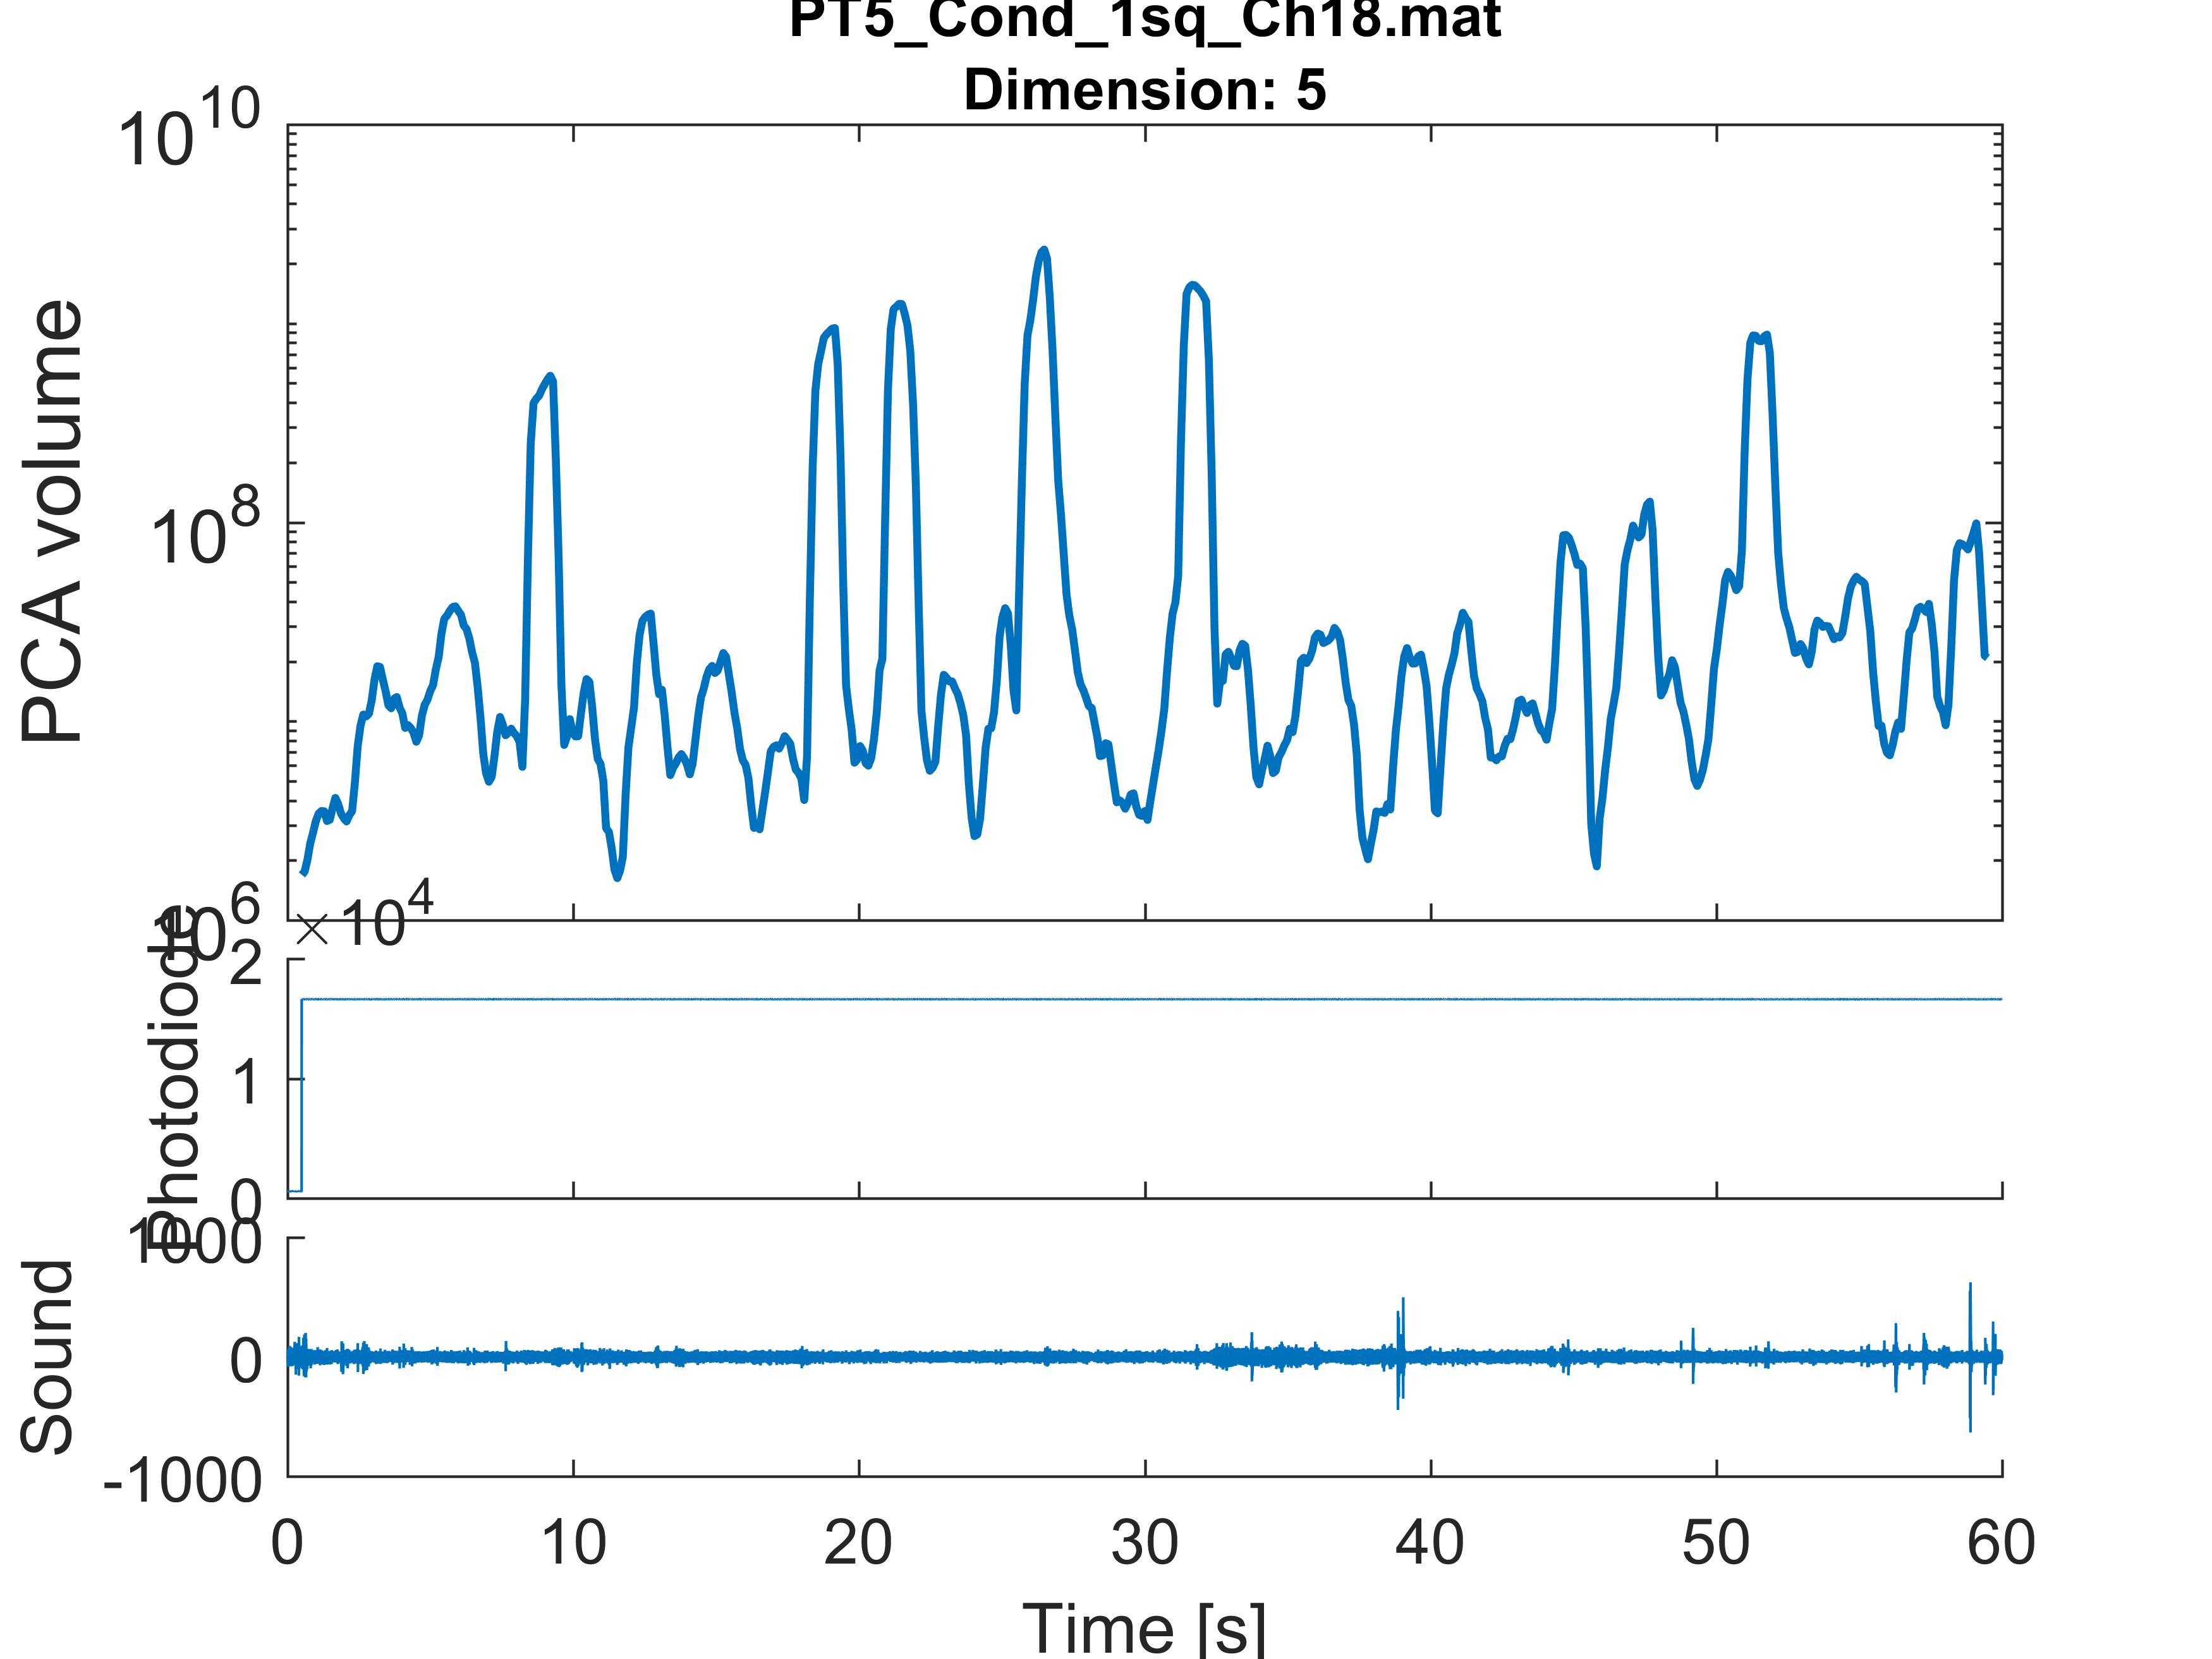 PT5_Cond_1sq_Ch18.mat
Dimension: 5
10^10
10^8
10^6
PCA volume
×10^4
2
1
0
Photodiode
1000
0
-1000
Sound
0 10 20 30 40 50 60
Time [s]